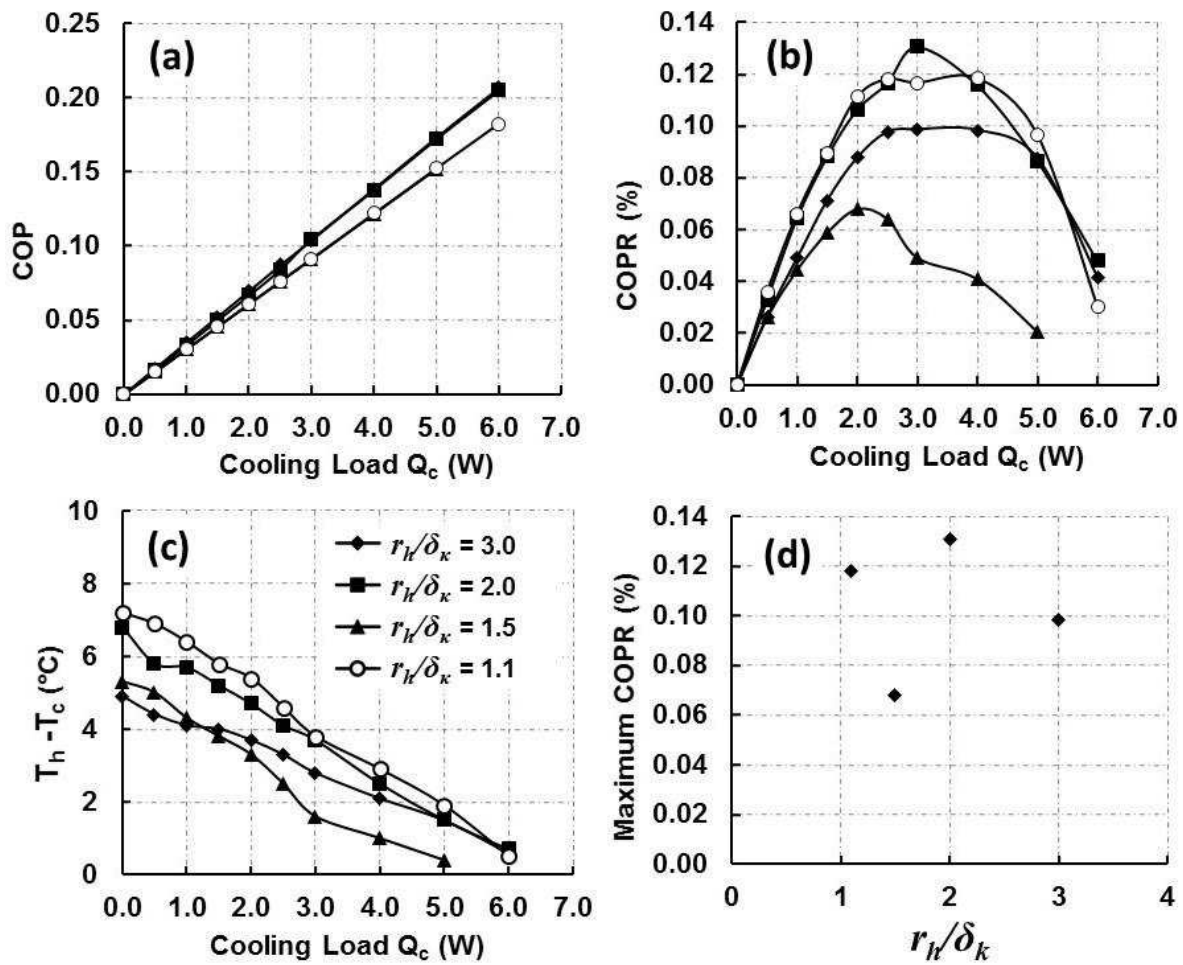 0.25
0.20
0.15
0.10
0.05
0.00
COP
(a)
0.0 1.0 2.0 3.0 4.0 5.0 6.0 7.0
Cooling Load Qc (W)
0.14
0.12
0.10
0.08
0.06
0.04
0.02
0.00
COPR (%)
(b)
0.0 1.0 2.0 3.0 4.0 5.0 6.0 7.0
Cooling Load Qc (W)
10
8
6
4
2
0
Th -Tc (°C)
(c)
rh/δκ = 3.0
rh/δκ = 2.0
rh/δκ = 1.5
rh/δκ = 1.1
0.0 1.0 2.0 3.0 4.0 5.0 6.0 7.0
Cooling Load Qc (W)
0.14
0.12
0.10
0.08
0.06
0.04
0.02
0.00
Maximum COPR (%)
(d)
0 1 2 3 4
rh/δk